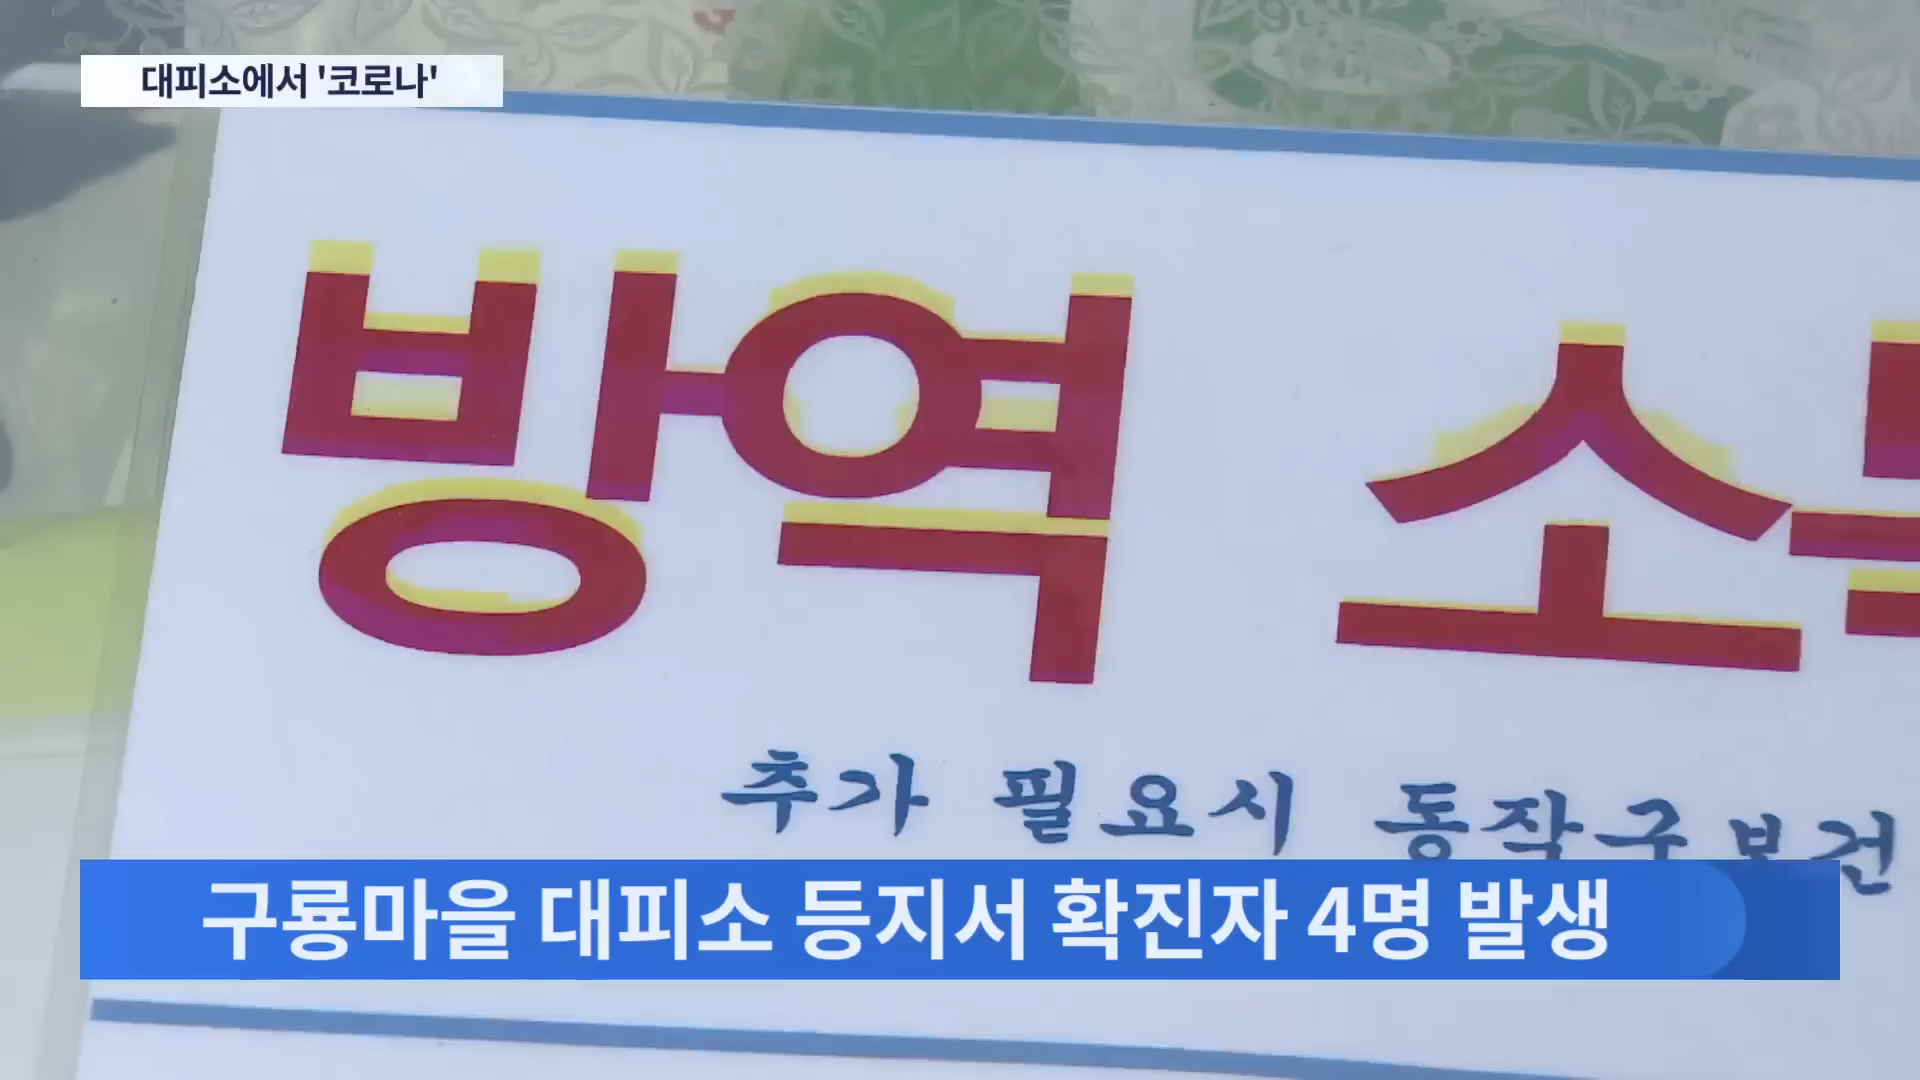 대피소에서 '코로나'
방역 소
추가 필요시 동작구 보건
구룡마을 대피소 등지서 확진자 4명 발생